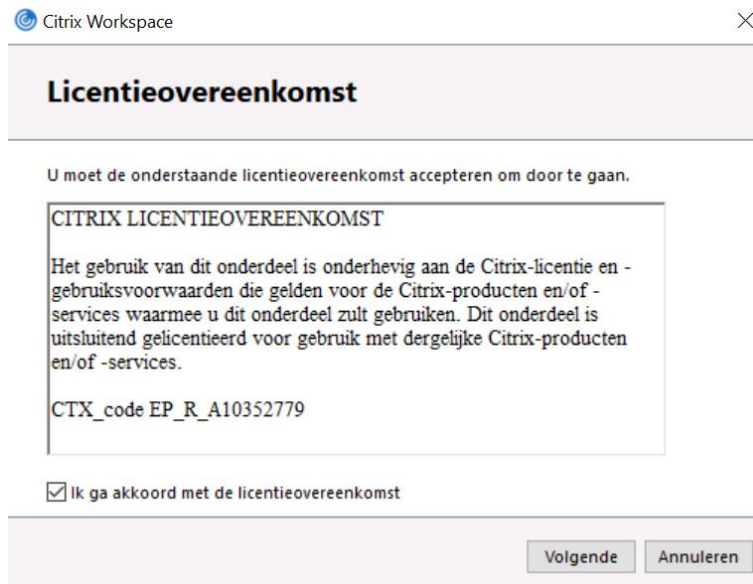 Citrix Workspace
Licentieovereenkomst
U moet de onderstaande licentieovereenkomst accepteren om door te gaan.
CITRIX LICENTIEOVEREENKOMST
Het gebruik van dit onderdeel is onderhevig aan de Citrix-licentie en -
gebruiksvoorwaarden die gelden voor de Citrix-producten en/of -
services waarmee u dit onderdeel zult gebruiken. Dit onderdeel is
uitsluitend gelicentieerd voor gebruik met dergelijke Citrix-producten
en/of -services.
CTX_code EP_R_A10352779
Ik ga akkoord met de licentieovereenkomst
Volgende Annuleren